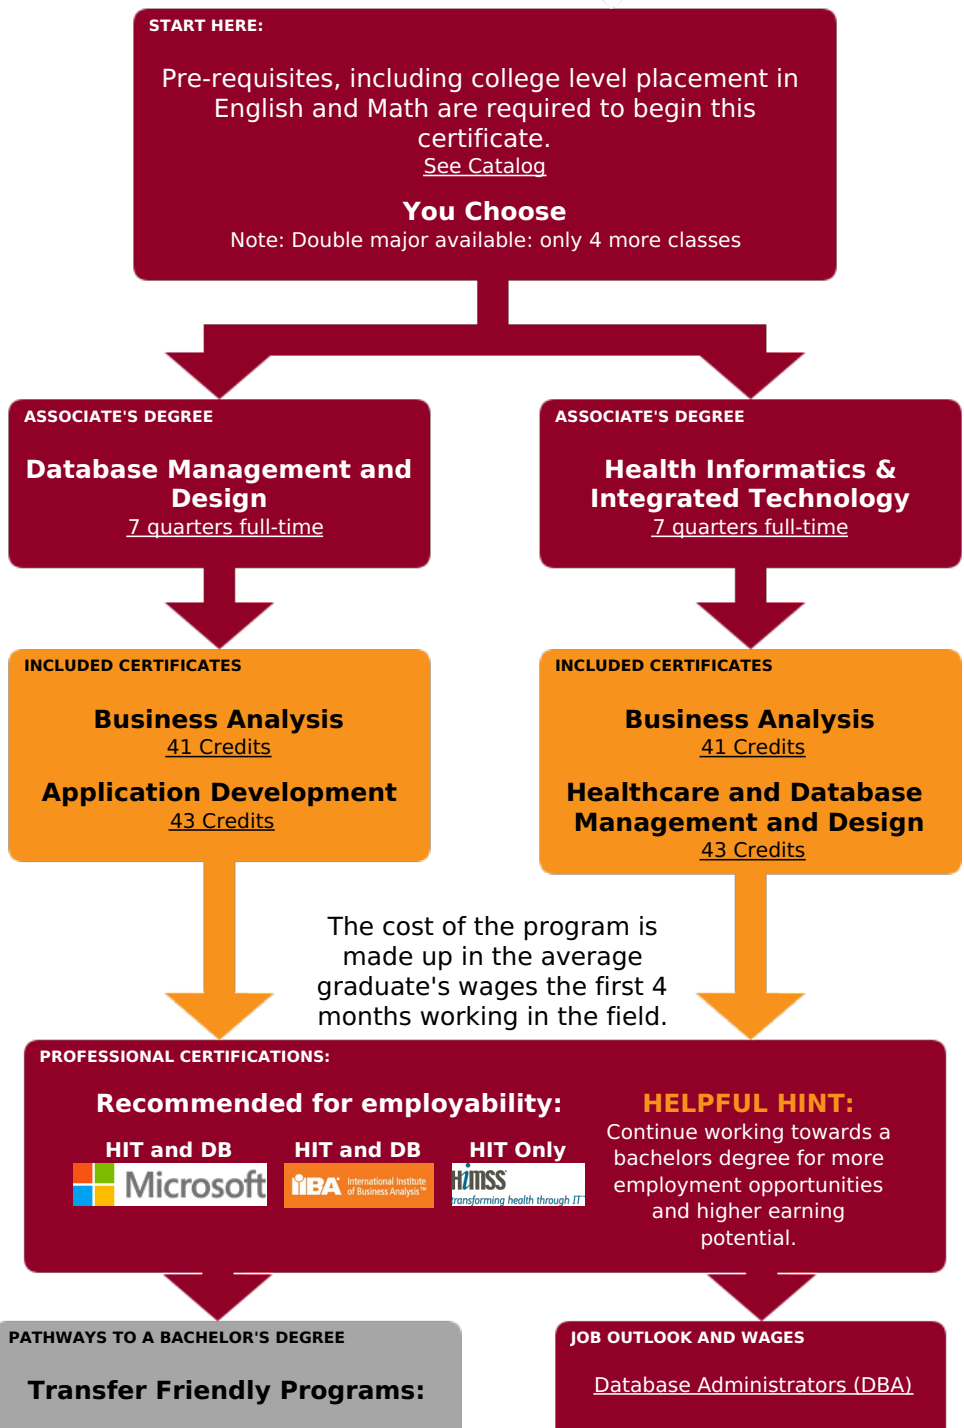 START HERE:
Pre-requisites, including college level placement in
English and Math are required to begin this
certificate.
See Catalog
You Choose
Note: Double major available: only 4 more classes
ASSOCIATE'S DEGREE
Database Management and
Design
7 quarters full-time
ASSOCIATE'S DEGREE
Health Informatics &
Integrated Technology
7 quarters full-time
INCLUDED CERTIFICATES
Business Analysis
41 Credits
Application Development
43 Credits
INCLUDED CERTIFICATES
Business Analysis
41 Credits
Healthcare and Database
Management and Design
43 Credits
The cost of the program is
made up in the average
graduate's wages the first 4
months working in the field.
PROFESSIONAL CERTIFICATIONS:
Recommended for employability:
HIT and DB
Microsoft
HIT and DB
IIBA International Institute
of Business Analysis™
HIT Only
HIMSS
transforming health through IT™
HELPFUL HINT:
Continue working towards a
bachelors degree for more
employment opportunities
and higher earning
potential.
PATHWAYS TO A BACHELOR'S DEGREE
Transfer Friendly Programs:
JOB OUTLOOK AND WAGES
Database Administrators (DBA)